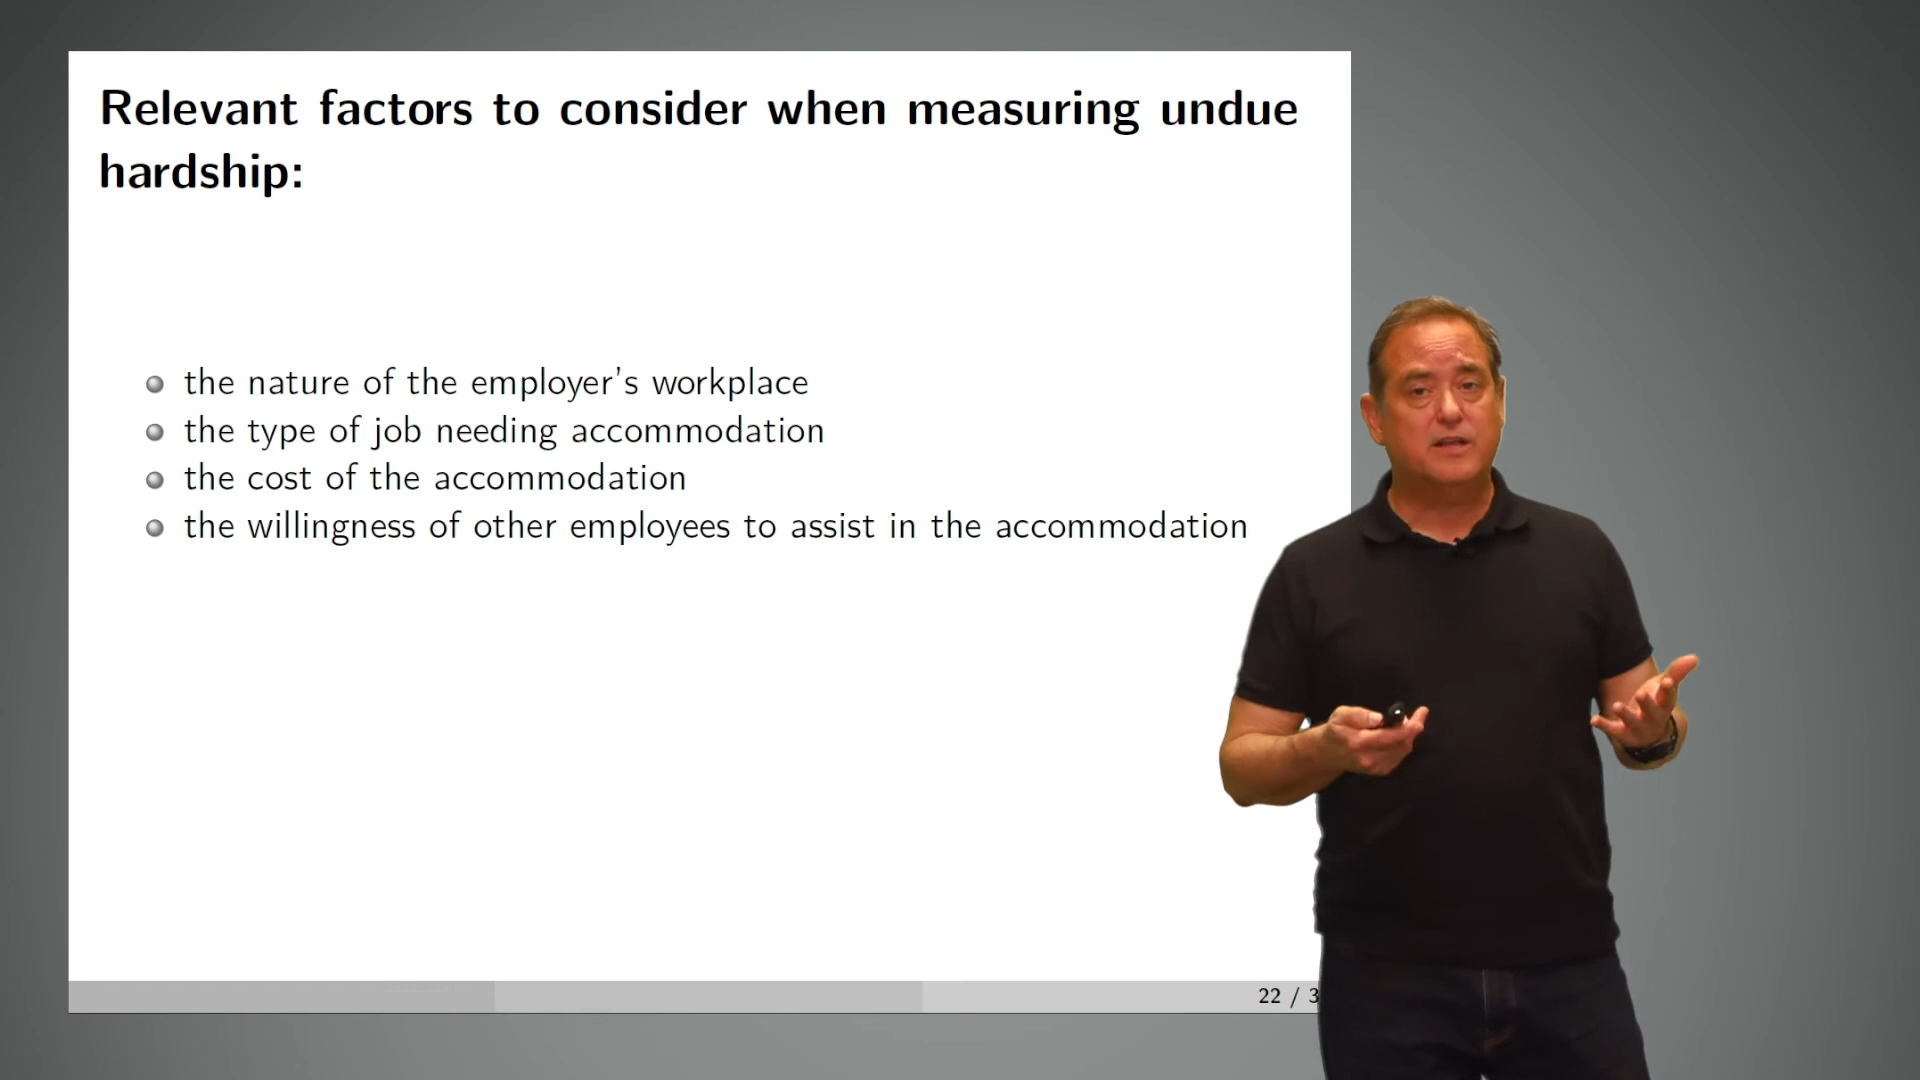 Relevant factors to consider when measuring undue
hardship:
the nature of the employer's workplace
the type of job needing accommodation
the cost of the accommodation
the willingness of other employees to assist in the accommodation
22 / 3